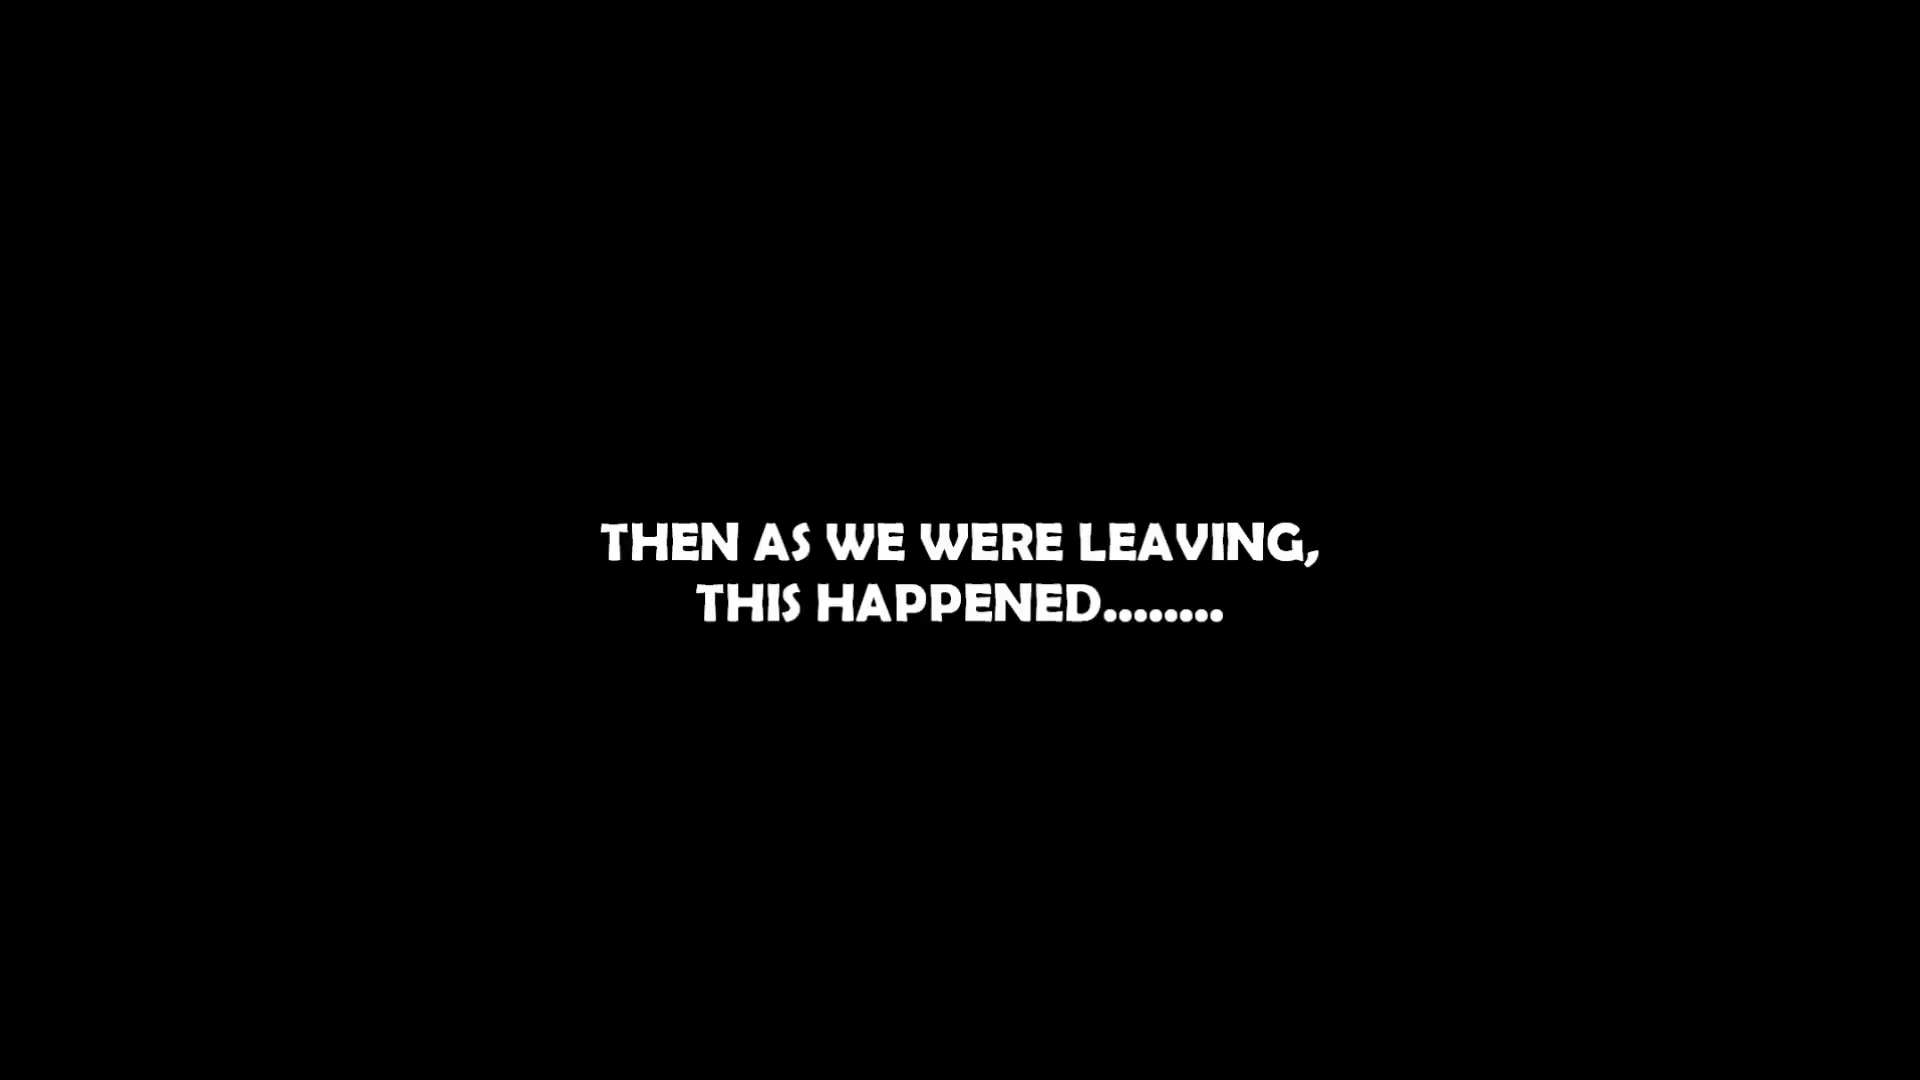 THEN AS WE WERE LEAVING,
THIS HAPPENED........